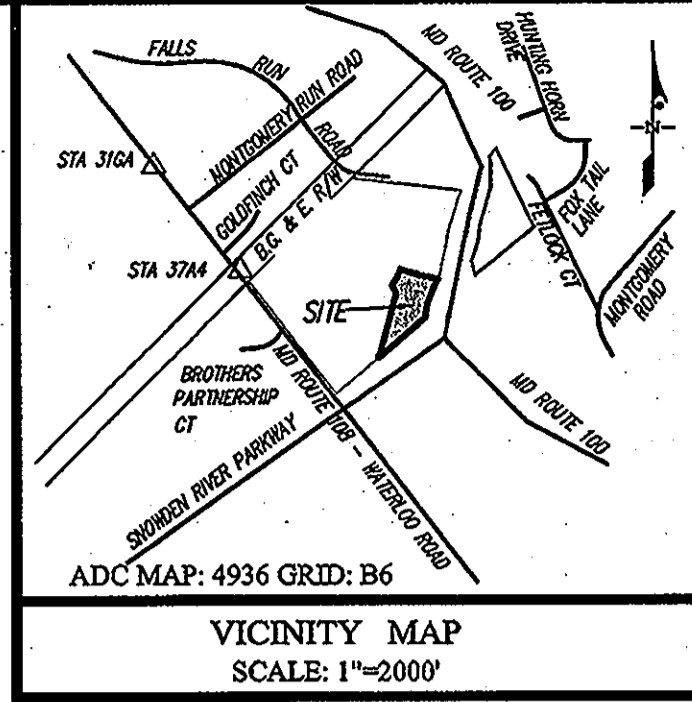 FALLS
RUN
ROAD
MONTGOMERY RUN ROAD
MD ROUTE 100
HUNTING HORN
DRIVE
N
STA 31GA
GOLDFINCH CT
B.G. & E. R/W
FOX TAIL
LANE
FETLOCK CT
STA 37A4
SITE
MONTGOMERY
ROAD
BROTHERS
PARTNERSHIP
CT
MD ROUTE 108 - WATERLOO ROAD
MD ROUTE 100
SNOWDEN RIVER PARKWAY
ADC MAP: 4936 GRID: B6
VICINITY MAP
SCALE: 1"=2000'